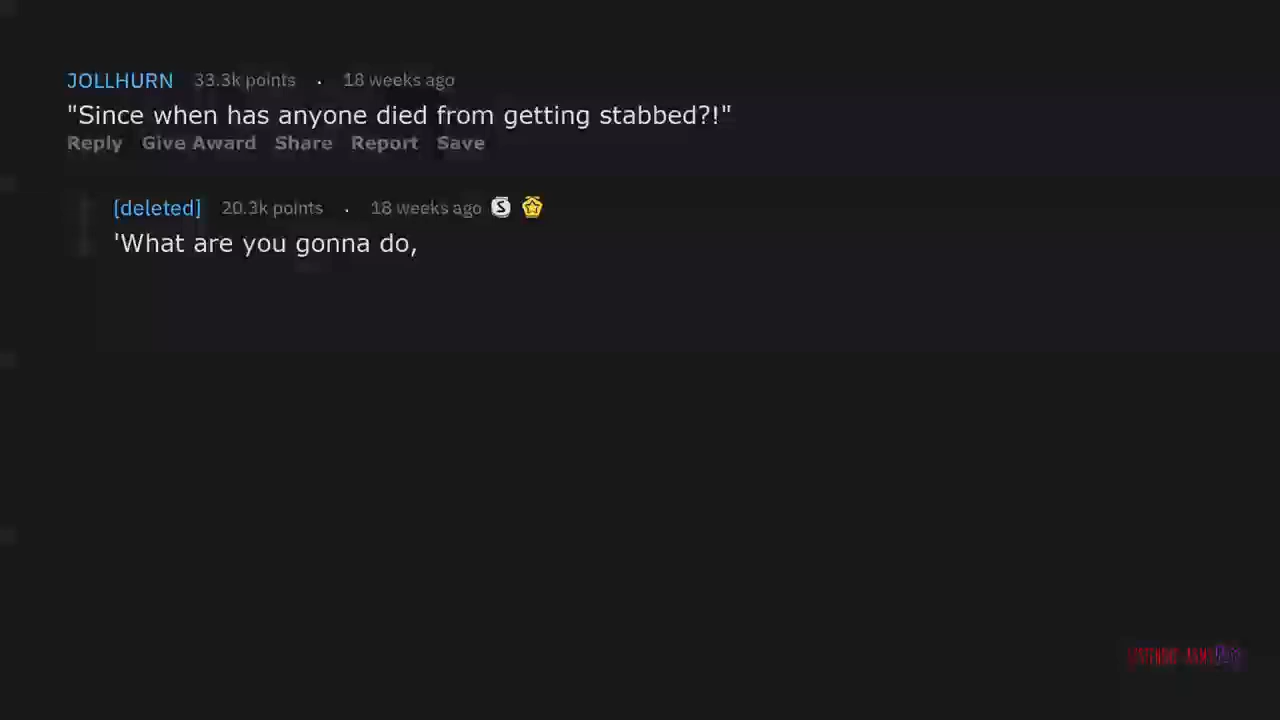 JOLLHURN 33.3k points · 18 weeks ago
"Since when has anyone died from getting stabbed?!"
Reply Give Award Share Report Save
[deleted] 20.3k points · 18 weeks ago S
'What are you gonna do,